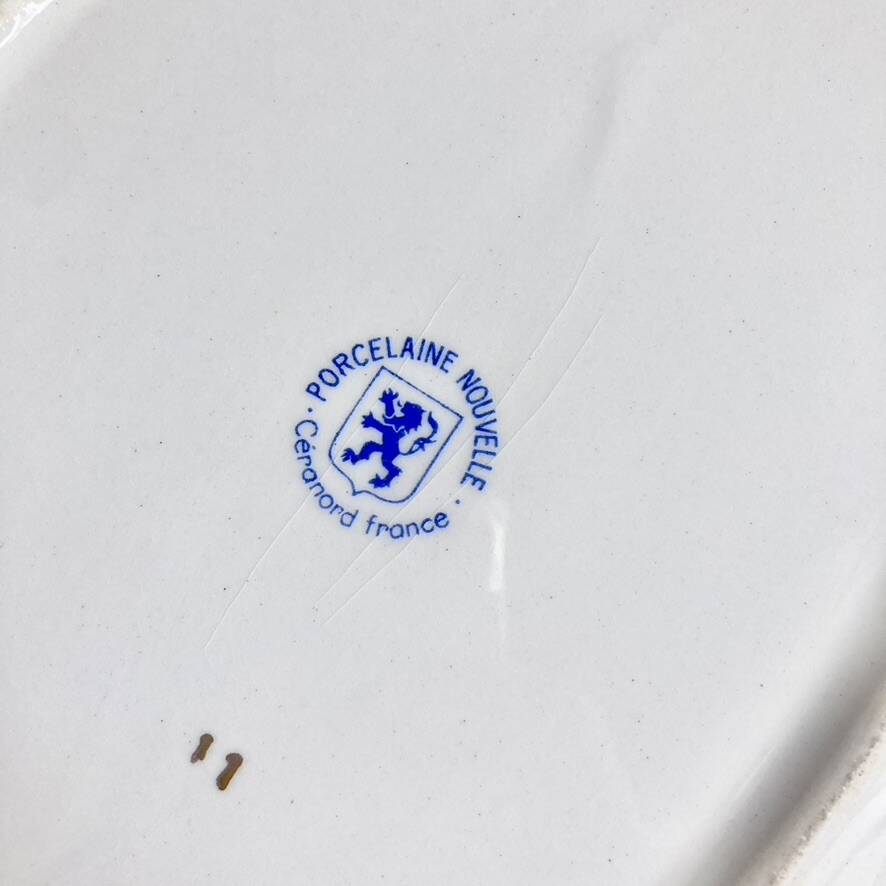 · PORCELAINE NOUVELLE ·
Céranord france
11